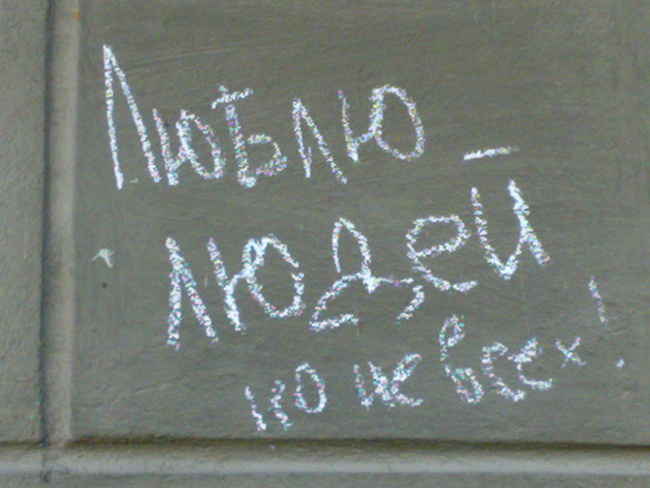 Люблю
людей
но не всех!